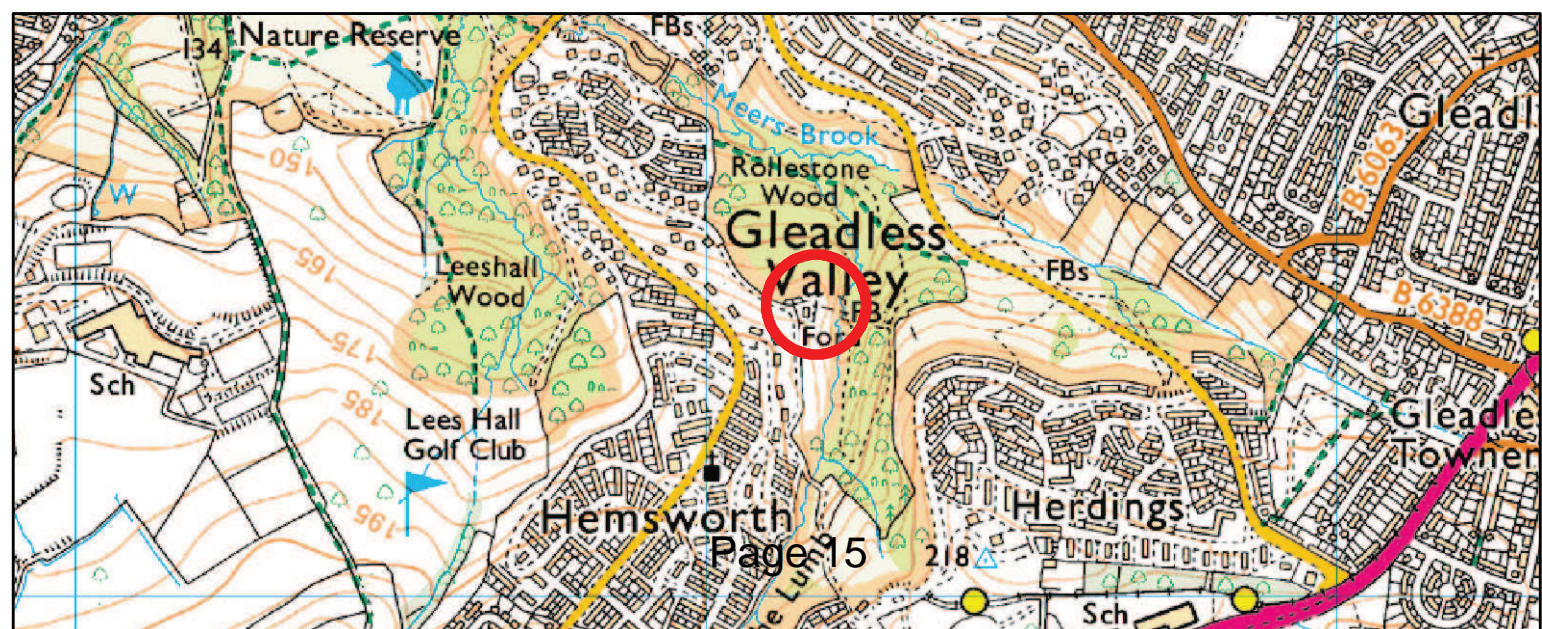 Nature Reserve
134
FBs
Meers Brook
Gleadl
B 6063
150
W
Rollestone
Wood
Gleadless
Valley
165
Leeshall
Wood
FBs
FB
B 6388
Ford
175
Sch
185
Lees Hall
Golf Club
Gleadle
Towne
195
Hemsworth
Herdings
Page 15
218
Sch